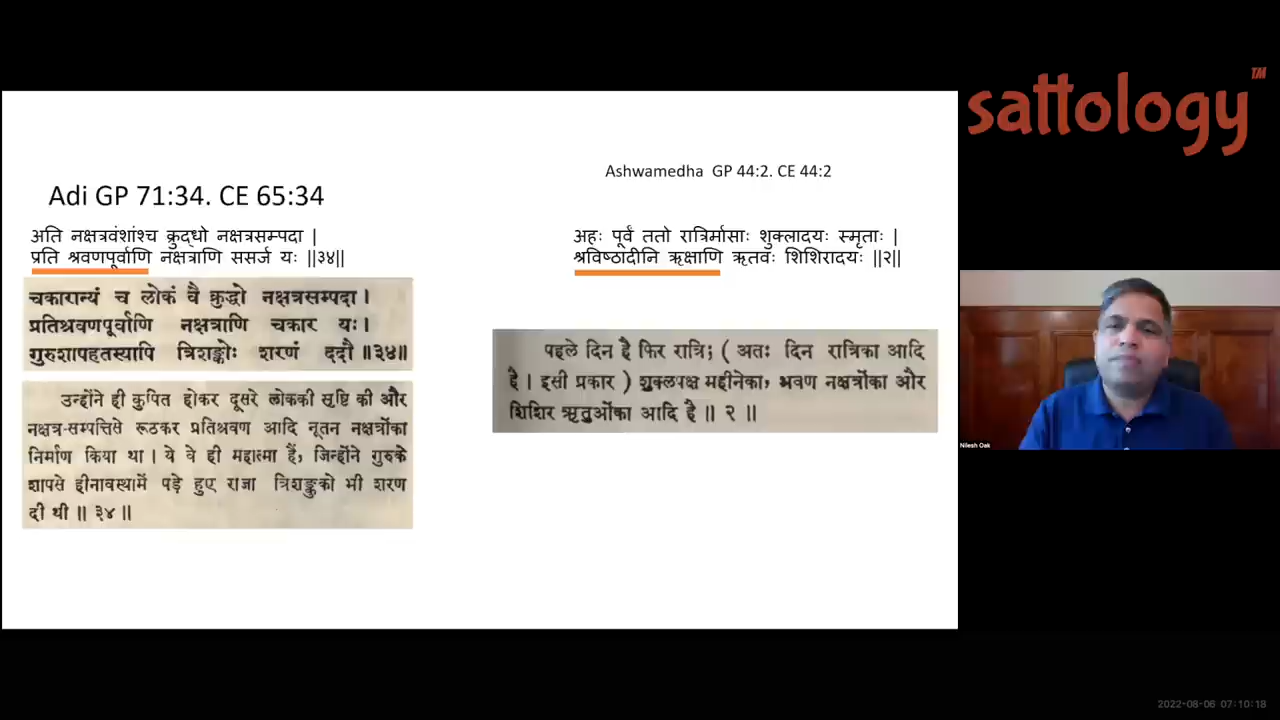 sattology™
Ashwamedha GP 44:2. CE 44:2
Adi GP 71:34. CE 65:34
अति नक्षत्रवंशांश्च क्रुद्धो नक्षत्रसम्पदा |
प्रति श्रवणपूर्वाणि नक्षत्राणि ससर्ज यः ||३४||
चकारान्यं च लोकं वै क्रुद्धो नक्षत्रसम्पदा।
प्रतिश्रवणपूर्वाणि नक्षत्राणि चकार यः।
गुरुशापहतस्यापि त्रिशङ्कोः शरणं ददौ ॥३४॥
उन्होंने ही कुपित होकर दूसरे लोककी सृष्टि की और
नक्षत्र-सम्पत्तिसे रूठकर प्रतिश्रवण आदि नूतन नक्षत्रोंका
निर्माण किया था। ये वे ही महात्मा हैं, जिन्होंने गुरुके
शापसे हीनावस्थामें पड़े हुए राजा त्रिशङ्कुको भी शरण
दी थी ॥ ३४ ॥
अहः पूर्वं ततो रात्रिर्मासाः शुक्लादयः स्मृताः |
श्रविष्ठादीनि ऋक्षाणि ऋतवः शिशिरादयः ||२||
पहले दिन है फिर रात्रि; ( अतः दिन रात्रिका आदि
है। इसी प्रकार ) शुक्लपक्ष महीनेका, श्रवण नक्षत्रोंका और
शिशिर ऋतुओंका आदि है ॥ २ ॥
Nilesh Oak
2022-08-06 07:10:18